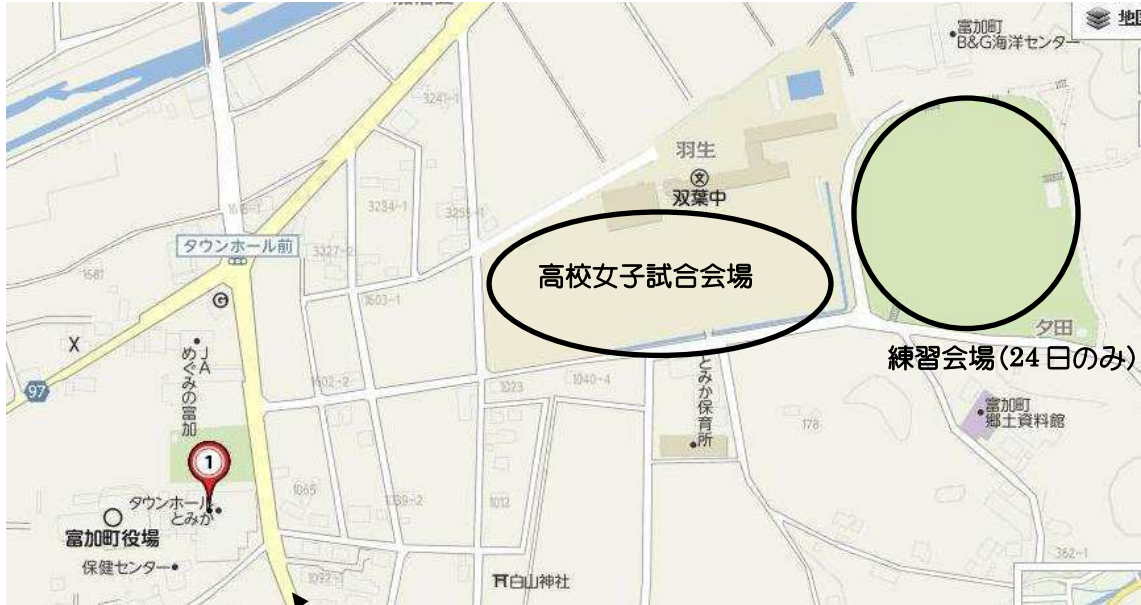 地図
富加町
B&G海洋センター
3241-1
羽生
文
双葉中
3234-1
タウンホール前
3227-2
高校女子試合会場
1581
1603-1
夕田
X
JA
めぐみの富加
練習会場(24日のみ)
97
1602-2
1023
1040-4
とみか保育所
178
富加町
郷土資料館
1
1065
1039-2
1012
タウンホール
とみか
富加町役場
保健センター
362-1
白山神社